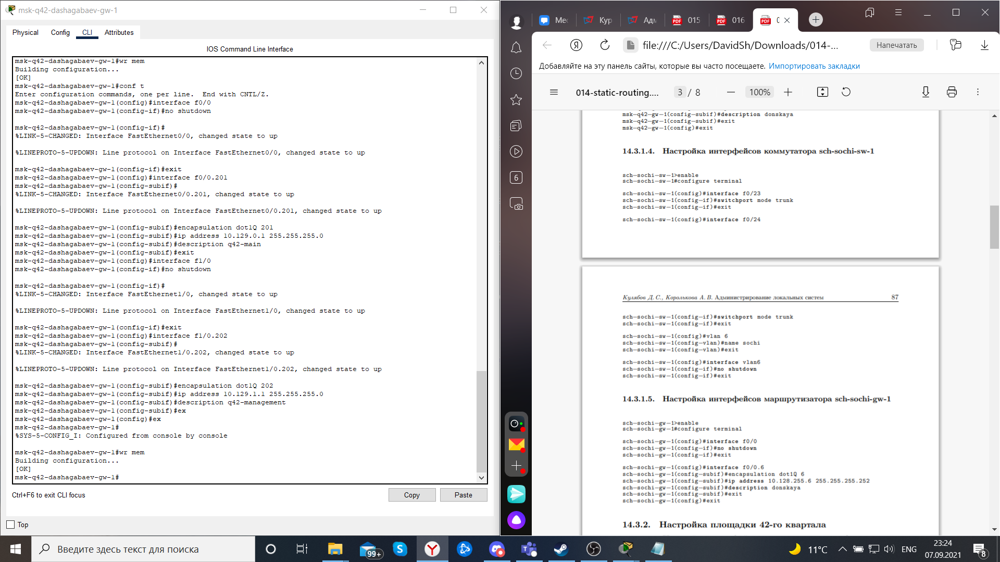 msk-q42-dashagabaev-gw-1
Physical Config CLI Attributes
IOS Command Line Interface
msk-q42-dashagabaev-gw-1#wr mem
Building configuration...
[OK]
msk-q42-dashagabaev-gw-1#conf t
Enter configuration commands, one per line.  End with CNTL/Z.
msk-q42-dashagabaev-gw-1(config)#interface f0/0
msk-q42-dashagabaev-gw-1(config-if)#no shutdown
msk-q42-dashagabaev-gw-1(config-if)#
%LINK-5-CHANGED: Interface FastEthernet0/0, changed state to up
%LINEPROTO-5-UPDOWN: Line protocol on Interface FastEthernet0/0, changed state to up
msk-q42-dashagabaev-gw-1(config-if)#exit
msk-q42-dashagabaev-gw-1(config)#interface f0/0.201
msk-q42-dashagabaev-gw-1(config-subif)#
%LINK-5-CHANGED: Interface FastEthernet0/0.201, changed state to up
%LINEPROTO-5-UPDOWN: Line protocol on Interface FastEthernet0/0.201, changed state to up
msk-q42-dashagabaev-gw-1(config-subif)#encapsulation dot1Q 201
msk-q42-dashagabaev-gw-1(config-subif)#ip address 10.129.0.1 255.255.255.0
msk-q42-dashagabaev-gw-1(config-subif)#description q42-main
msk-q42-dashagabaev-gw-1(config-subif)#exit
msk-q42-dashagabaev-gw-1(config)#interface f1/0
msk-q42-dashagabaev-gw-1(config-if)#no shutdown
msk-q42-dashagabaev-gw-1(config-if)#
%LINK-5-CHANGED: Interface FastEthernet1/0, changed state to up
%LINEPROTO-5-UPDOWN: Line protocol on Interface FastEthernet1/0, changed state to up
msk-q42-dashagabaev-gw-1(config-if)#exit
msk-q42-dashagabaev-gw-1(config)#interface f1/0.202
msk-q42-dashagabaev-gw-1(config-subif)#
%LINK-5-CHANGED: Interface FastEthernet1/0.202, changed state to up
%LINEPROTO-5-UPDOWN: Line protocol on Interface FastEthernet1/0.202, changed state to up
msk-q42-dashagabaev-gw-1(config-subif)#encapsulation dot1Q 202
msk-q42-dashagabaev-gw-1(config-subif)#ip address 10.129.1.1 255.255.255.0
msk-q42-dashagabaev-gw-1(config-subif)#description q42-management
msk-q42-dashagabaev-gw-1(config-subif)#ex
msk-q42-dashagabaev-gw-1(config)#ex
msk-q42-dashagabaev-gw-1#
%SYS-5-CONFIG_I: Configured from console by console
msk-q42-dashagabaev-gw-1#wr mem
Building configuration...
[OK]
msk-q42-dashagabaev-gw-1#
Ctrl+F6 to exit CLI focus
Copy Paste
Top
Мес Кур Адм 015 016 0
file:///C:/Users/DavidSh/Downloads/014-...
Напечатать
Добавляйте на эту панель сайты, которые вы часто посещаете. Импортировать закладки
6
014-static-routing.... 3 / 8 100%
msk-q42-gw-1(config-subif)#description donskaya
msk-q42-gw-1(config-subif)#exit
msk-q42-gw-1(config)#exit
14.3.1.4. Настройка интерфейсов коммутатора sch-sochi-sw-1
sch-sochi-sw-1>enable
sch-sochi-sw-1#configure terminal
sch-sochi-sw-1(config)#interface f0/23
sch-sochi-sw-1(config-if)#switchport mode trunk
sch-sochi-sw-1(config-if)#exit
sch-sochi-sw-1(config)#interface f0/24
Кулябов Д. С., Королькова А. В. Администрирование локальных систем 87
sch-sochi-sw-1(config-if)#switchport mode trunk
sch-sochi-sw-1(config-if)#exit
sch-sochi-sw-1(config)#vlan 6
sch-sochi-sw-1(config-vlan)#name sochi
sch-sochi-sw-1(config-vlan)#exit
sch-sochi-sw-1(config)#interface vlan6
sch-sochi-sw-1(config-if)#no shutdown
sch-sochi-sw-1(config-if)#exit
14.3.1.5. Настройка интерфейсов маршрутизатора sch-sochi-gw-1
sch-sochi-gw-1>enable
sch-sochi-gw-1#configure terminal
sch-sochi-gw-1(config)#interface f0/0
sch-sochi-gw-1(config-if)#no shutdown
sch-sochi-gw-1(config-if)#exit
sch-sochi-gw-1(config)#interface f0/0.6
sch-sochi-gw-1(config-subif)#encapsulation dot1Q 6
sch-sochi-gw-1(config-subif)#ip address 10.128.255.6 255.255.255.252
sch-sochi-gw-1(config-subif)#description donskaya
sch-sochi-gw-1(config-subif)#exit
sch-sochi-gw-1(config)#exit
14.3.2. Настройка площадки 42-го квартала
Введите здесь текст для поиска
99+
11°C
ENG
23:24
07.09.2021
8